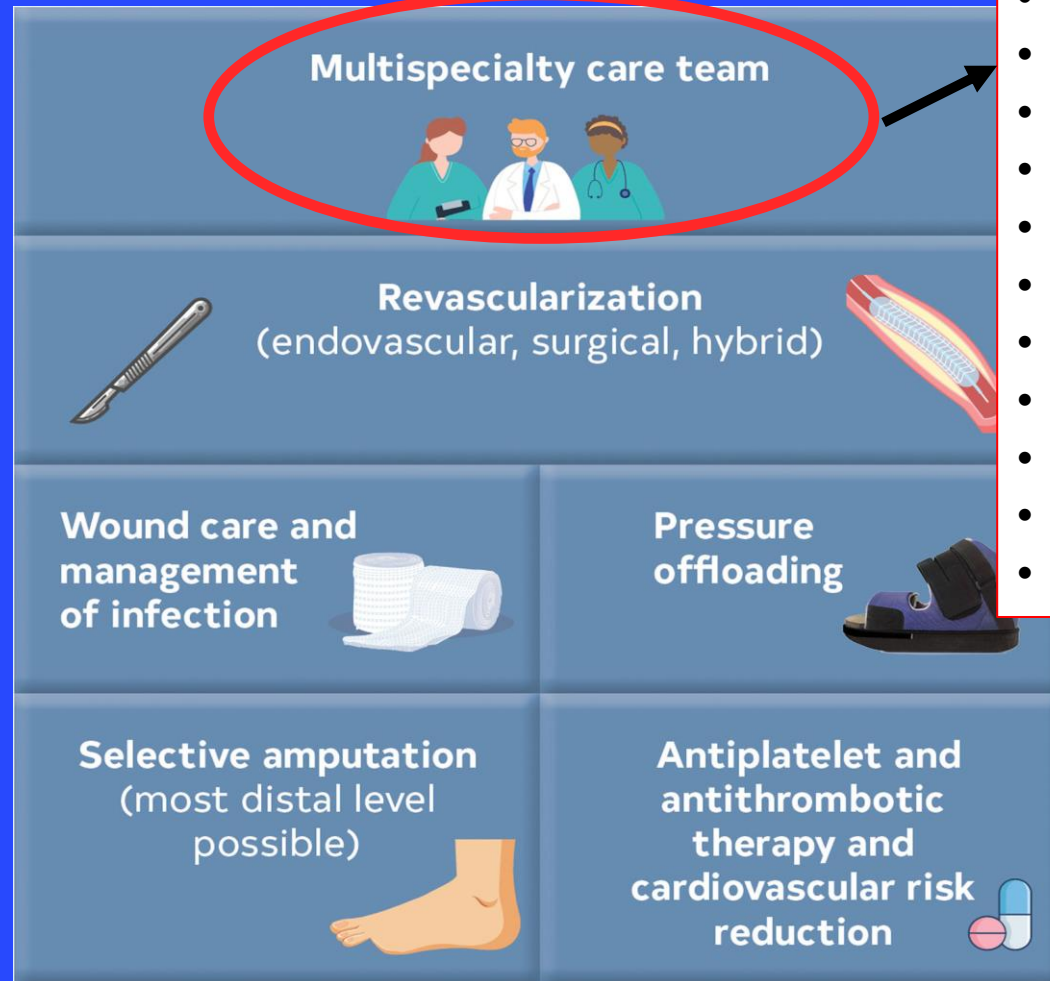 Multispecialty care team
Revascularization
(endovascular, surgical, hybrid)
Wound care and
management
of infection
Pressure
offloading
Selective amputation
(most distal level
possible)
Antiplatelet and
antithrombotic
therapy and
cardiovascular risk
reduction